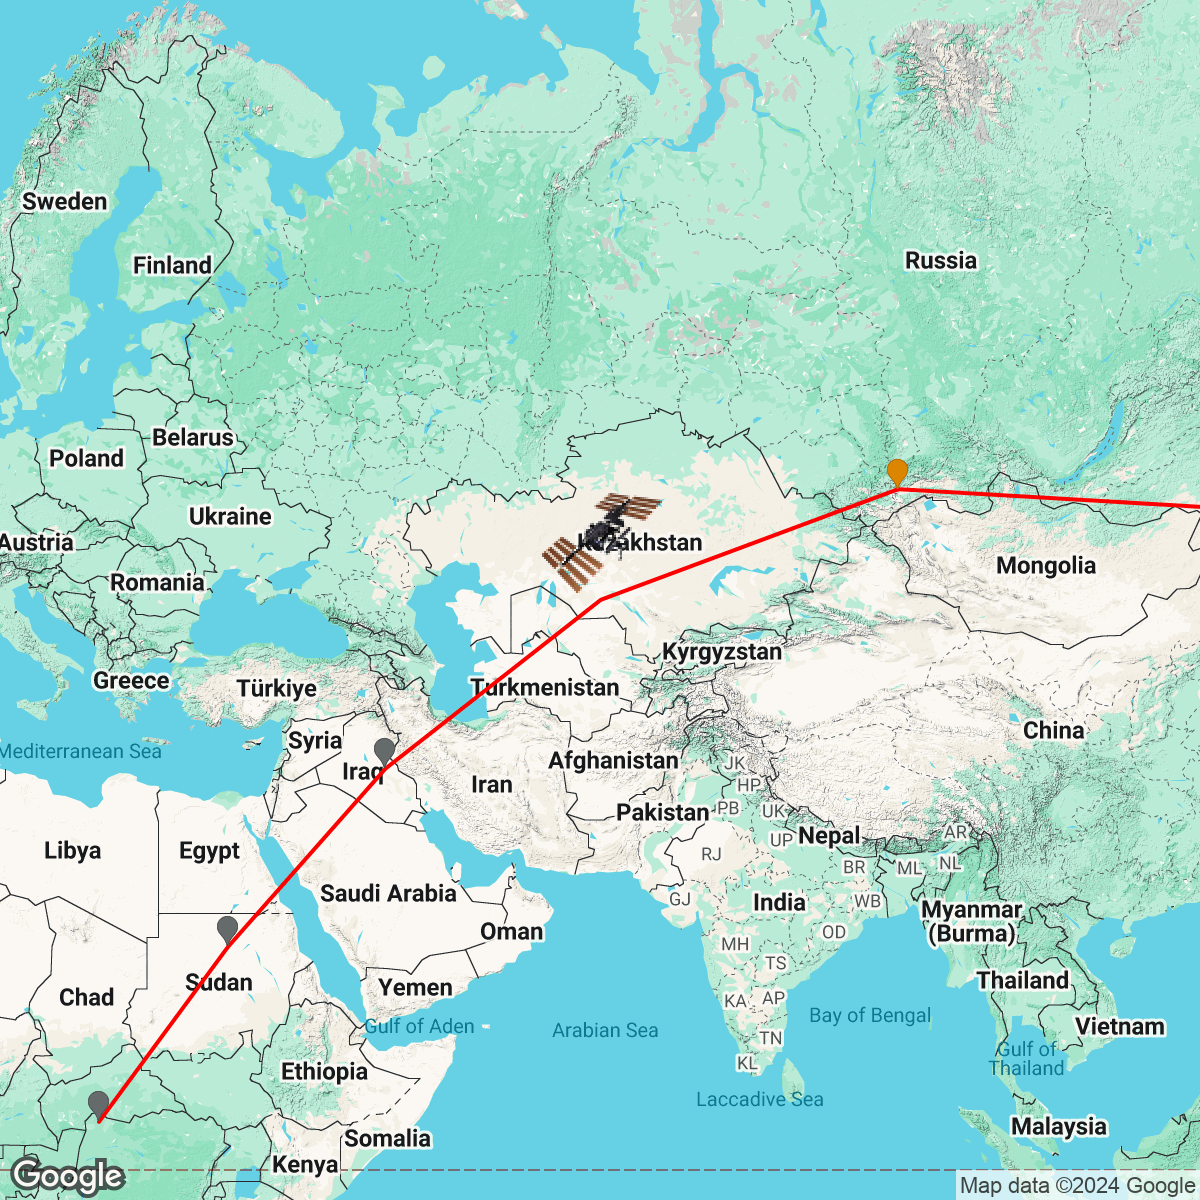 Sweden
Finland
Russia
Belarus
Poland
Ukraine
Austria
Kazakhstan
Mongolia
Romania
Kyrgyzstan
Greece
Türkiye
Turkmenistan
Syria
Mediterranean Sea
China
Iraq
Afghanistan
JK
Iran
HP
Pakistan
PB
UK
Nepal
AR
UP
Libya
Egypt
RJ
BR
ML
NL
Saudi Arabia
GJ
India
WB
Myanmar
(Burma)
Oman
OD
MH
TS
Sudan
Thailand
Chad
Yemen
KA
AP
Gulf of Aden
Arabian Sea
Bay of Bengal
Vietnam
TN
Gulf of
Thailand
KL
Ethiopia
Laccadive Sea
Malaysia
Somalia
Kenya
Google
Map data ©2024 Google